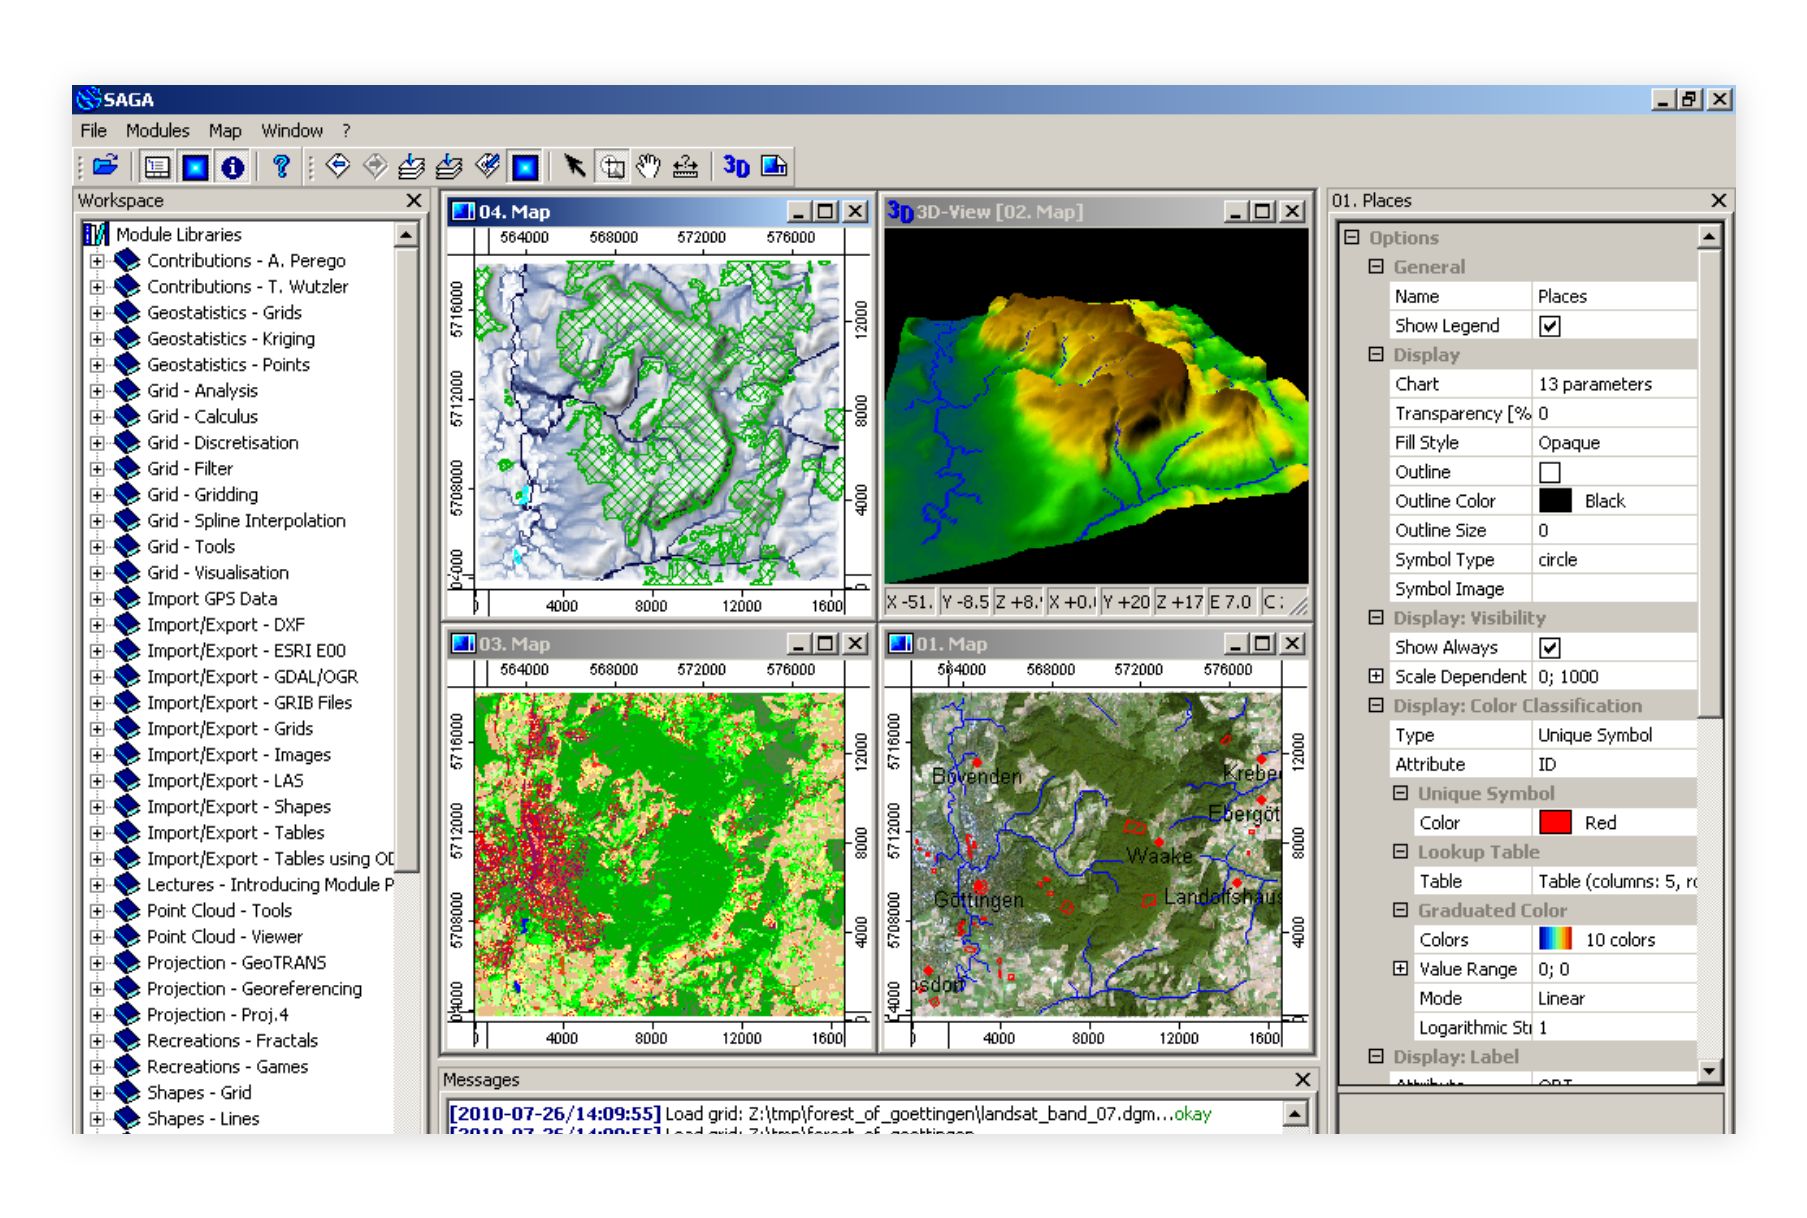 SAGA
File Modules Map Window ?
3D
Workspace
Module Libraries
Contributions - A. Perego
Contributions - T. Wutzler
Geostatistics - Grids
Geostatistics - Kriging
Geostatistics - Points
Grid - Analysis
Grid - Calculus
Grid - Discretisation
Grid - Filter
Grid - Gridding
Grid - Spline Interpolation
Grid - Tools
Grid - Visualisation
Import GPS Data
Import/Export - DXF
Import/Export - ESRI E00
Import/Export - GDAL/OGR
Import/Export - GRIB Files
Import/Export - Grids
Import/Export - Images
Import/Export - LAS
Import/Export - Shapes
Import/Export - Tables
Import/Export - Tables using OD
Lectures - Introducing Module P
Point Cloud - Tools
Point Cloud - Viewer
Projection - GeoTRANS
Projection - Georeferencing
Projection - Proj.4
Recreations - Fractals
Recreations - Games
Shapes - Grid
Shapes - Lines
04. Map
564000 568000 572000 576000
5716000
5712000
5708000
12000
8000
4000
4000 8000 12000 1600
3D 3D-View [02. Map]
X -51. Y -8.5 Z +8. X +0. Y +20 Z +17 E 7.0 C
03. Map
564000 568000 572000 576000
5716000
5712000
5708000
12000
8000
4000
4000 8000 12000 1600
01. Map
564000 568000 572000 576000
5716000
5712000
5708000
12000
8000
4000
Bovenden
Krebe
Ebergöt
Waake
Göttingen
Landolfshaus
osdorf
4000 8000 12000 1600
Messages
[2010-07-26/14:09:55] Load grid: Z:\tmp\forest_of_goettingen\landsat_band_07.dgm...okay
01. Places
Options
General
Name Places
Show Legend
Display
Chart 13 parameters
Transparency [% 0
Fill Style Opaque
Outline
Outline Color Black
Outline Size 0
Symbol Type circle
Symbol Image
Display: Visibility
Show Always
Scale Dependent 0; 1000
Display: Color Classification
Type Unique Symbol
Attribute ID
Unique Symbol
Color Red
Lookup Table
Table Table (columns: 5, ro
Graduated Color
Colors 10 colors
Value Range 0; 0
Mode Linear
Logarithmic Str 1
Display: Label